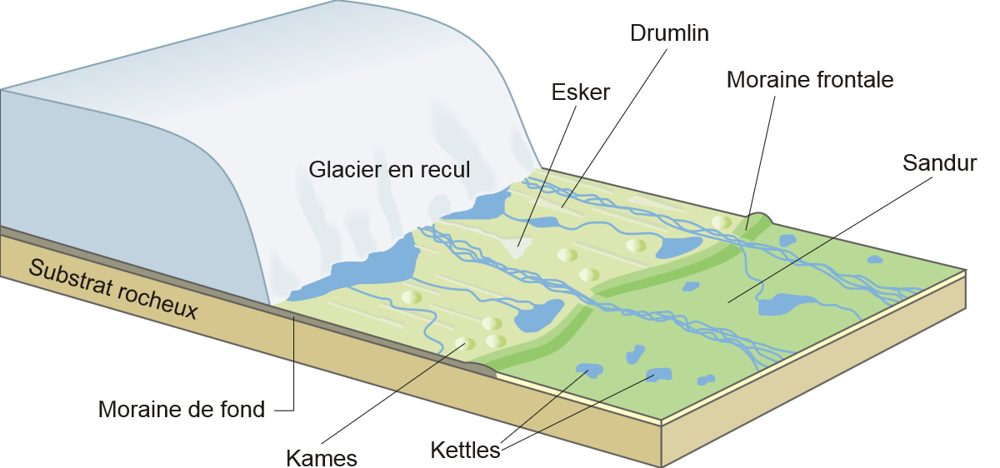 Drumlin
Moraine frontale
Esker
Sandur
Glacier en recul
Substrat rocheux
Moraine de fond
Kames
Kettles